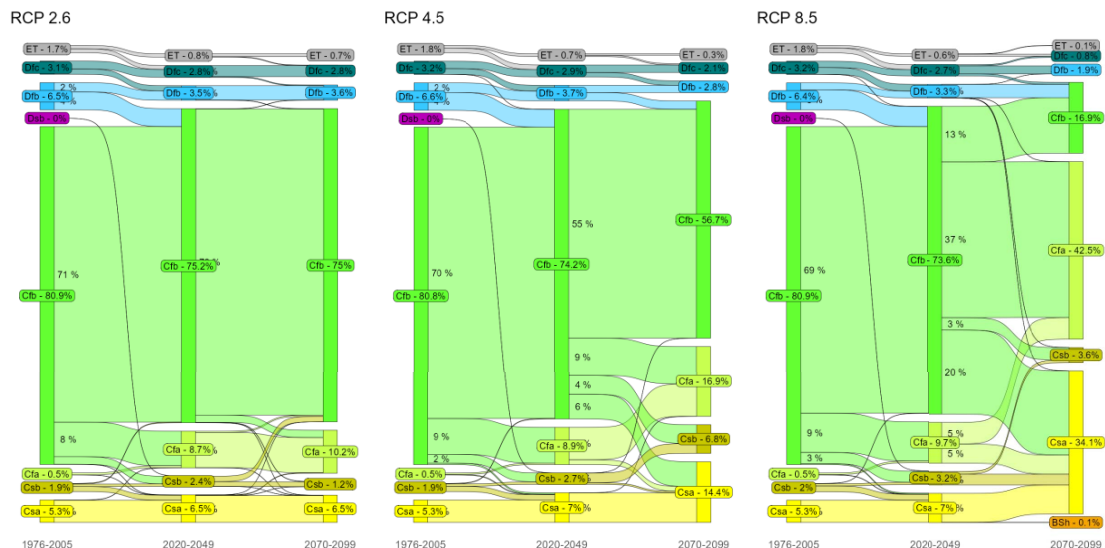 RCP 2.6
RCP 4.5
RCP 8.5
ET - 1.7%
Dfc - 3.1%
2 %
Dfb - 6.5%
Dsb - 0%
71 %
Cfb - 80.9%
8 %
Cfa - 0.5%
Csb - 1.9%
Csa - 5.3%
ET - 0.8%
Dfc - 2.8%
Dfb - 3.5%
Cfb - 75.2%
Cfa - 8.7%
Csb - 2.4%
Csa - 6.5%
ET - 0.7%
Dfc - 2.8%
Dfb - 3.6%
Cfb - 75%
Cfa - 10.2%
Csb - 1.2%
Csa - 6.5%
1976-2005
2020-2049
2070-2099
ET - 1.8%
Dfc - 3.2%
2 %
Dfb - 6.6%
Dsb - 0%
70 %
Cfb - 80.8%
9 %
2 %
Cfa - 0.5%
Csb - 1.9%
Csa - 5.3%
ET - 0.7%
Dfc - 2.9%
Dfb - 3.7%
55 %
Cfb - 74.2%
9 %
4 %
6 %
Cfa - 8.9%
Csb - 2.7%
Csa - 7%
ET - 0.3%
Dfc - 2.1%
Dfb - 2.8%
Cfb - 56.7%
Cfa - 16.9%
Csb - 6.8%
Csa - 14.4%
1976-2005
2020-2049
2070-2099
ET - 1.8%
Dfc - 3.2%
Dfb - 6.4%
Dsb - 0%
69 %
Cfb - 80.9%
9 %
3 %
Cfa - 0.5%
Csb - 2%
Csa - 5.3%
ET - 0.6%
Dfc - 2.7%
Dfb - 3.3%
13 %
37 %
Cfb - 73.6%
3 %
20 %
5 %
Cfa - 9.7%
5 %
Csb - 3.2%
Csa - 7%
ET - 0.1%
Dfc - 0.8%
Dfb - 1.9%
Cfb - 16.9%
Cfa - 42.5%
Csb - 3.6%
Csa - 34.1%
BSh - 0.1%
1976-2005
2020-2049
2070-2099